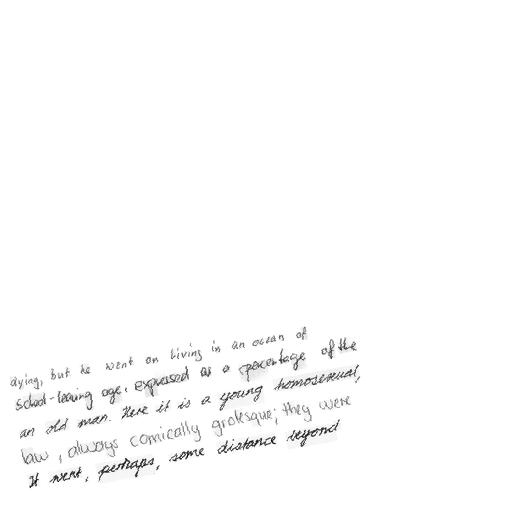 dying, but he went on living in an ocean of
school-leaving age, expressed as a percentage of the
an old man. Here it is a young homosexual,
law, always comically grotesque; they were
It went, perhaps, some distance beyond